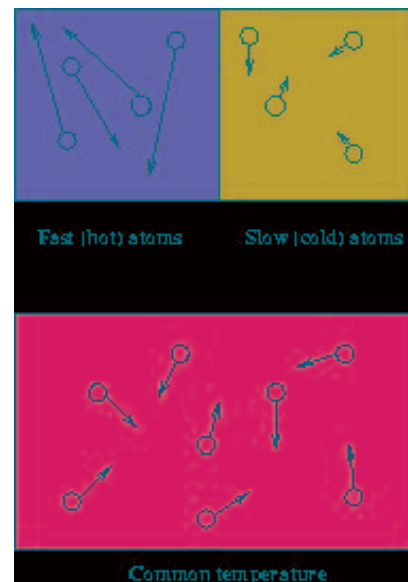 Fast (hot) atoms
Slow (cold) atoms
Common temperature